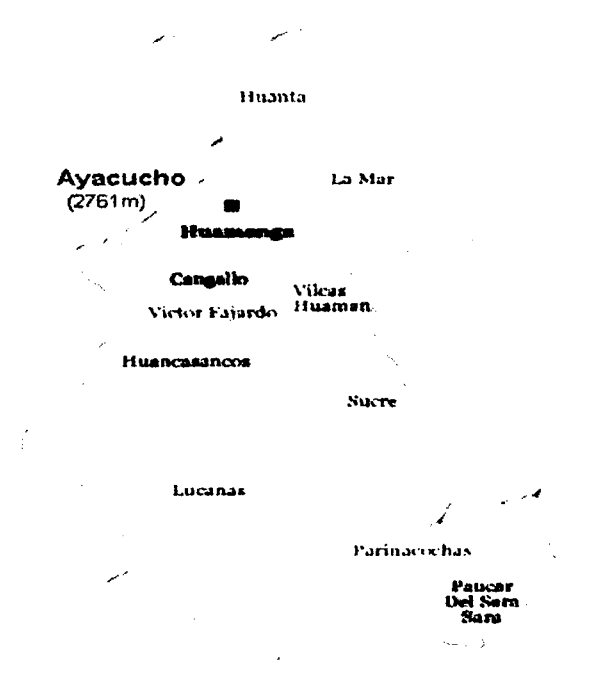 Huanta
Ayacucho
(2761m)
La Mar
Huamanga
Cangallo
Vilcas
Huaman
Victor Fajardo
Huancasancos
Sucre
Lucanas
Parinacochas
Paucar
Del Sara
Sara